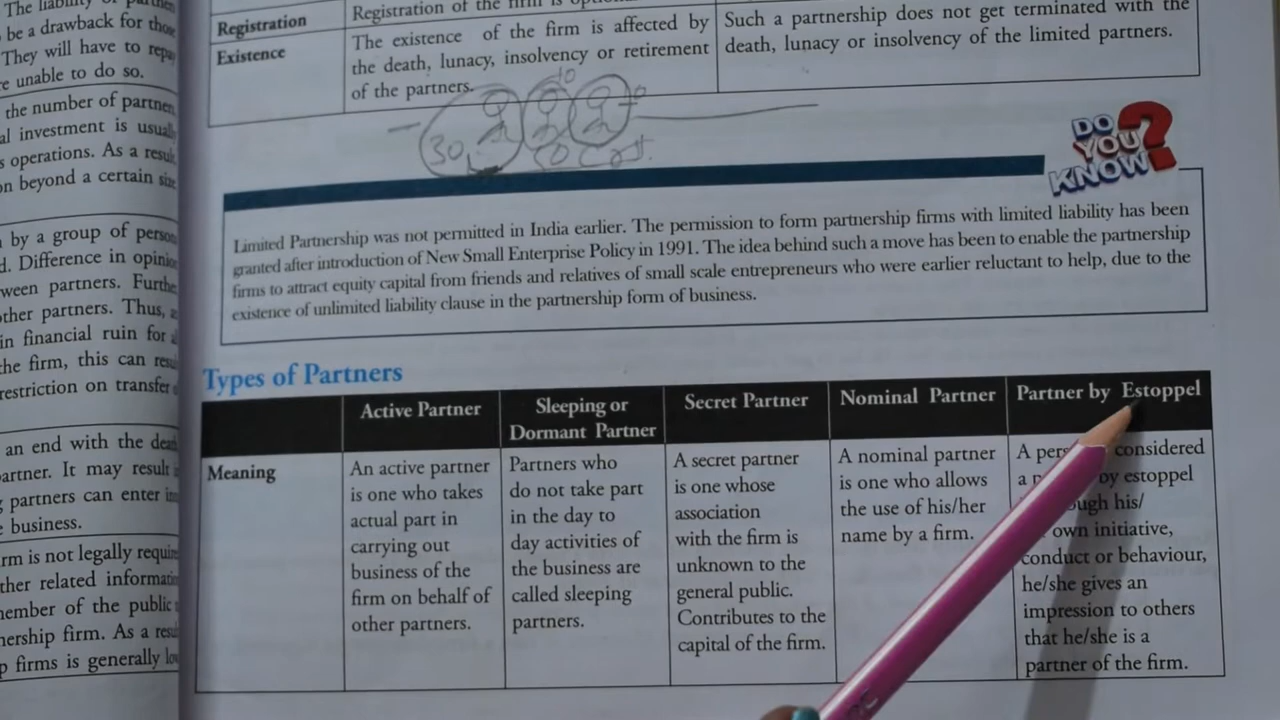 The liability of
be a drawback for those
They will have to repay
unable to do so.
the number of partners
investment is usually
operations. As a result
beyond a certain size
by a group of
Difference in
partners. Further
other partners. Thus,
in financial ruin for
the firm, this can
restriction on transfer
an end with the death
partner. It may result
partners can enter
business.
is not legally
other related
member of the public
firm. As a
firms is generally
Registration
Registration of the firm is
Existence
The existence of the firm is affected by
the death, lunacy, insolvency or retirement
of the partners.
Such a partnership does not get terminated with the
death, lunacy or insolvency of the limited partners.
10
30
DO
YOU
KNOW?
Limited Partnership was not permitted in India earlier. The permission to form partnership firms with limited liability has been
granted after introduction of New Small Enterprise Policy in 1991. The idea behind such a move has been to enable the partnership
firms to attract equity capital from friends and relatives of small scale entrepreneurs who were earlier reluctant to help, due to the
existence of unlimited liability clause in the partnership form of business.
Types of Partners
Active Partner
Sleeping or
Dormant Partner
Secret Partner
Nominal Partner
Partner by Estoppel
Meaning
An active partner
is one who takes
actual part in
carrying out
business of the
firm on behalf of
other partners.
Partners who
do not take part
in the day to
day activities of
the business are
called sleeping
partners.
A secret partner
is one whose
association
with the firm is
unknown to the
general public.
Contributes to the
capital of the firm.
A nominal partner
is one who allows
the use of his/her
name by a firm.
A considered
a by estoppel
his/
own initiative,
conduct or behaviour,
he/she gives an
impression to others
that he/she is a
partner of the firm.